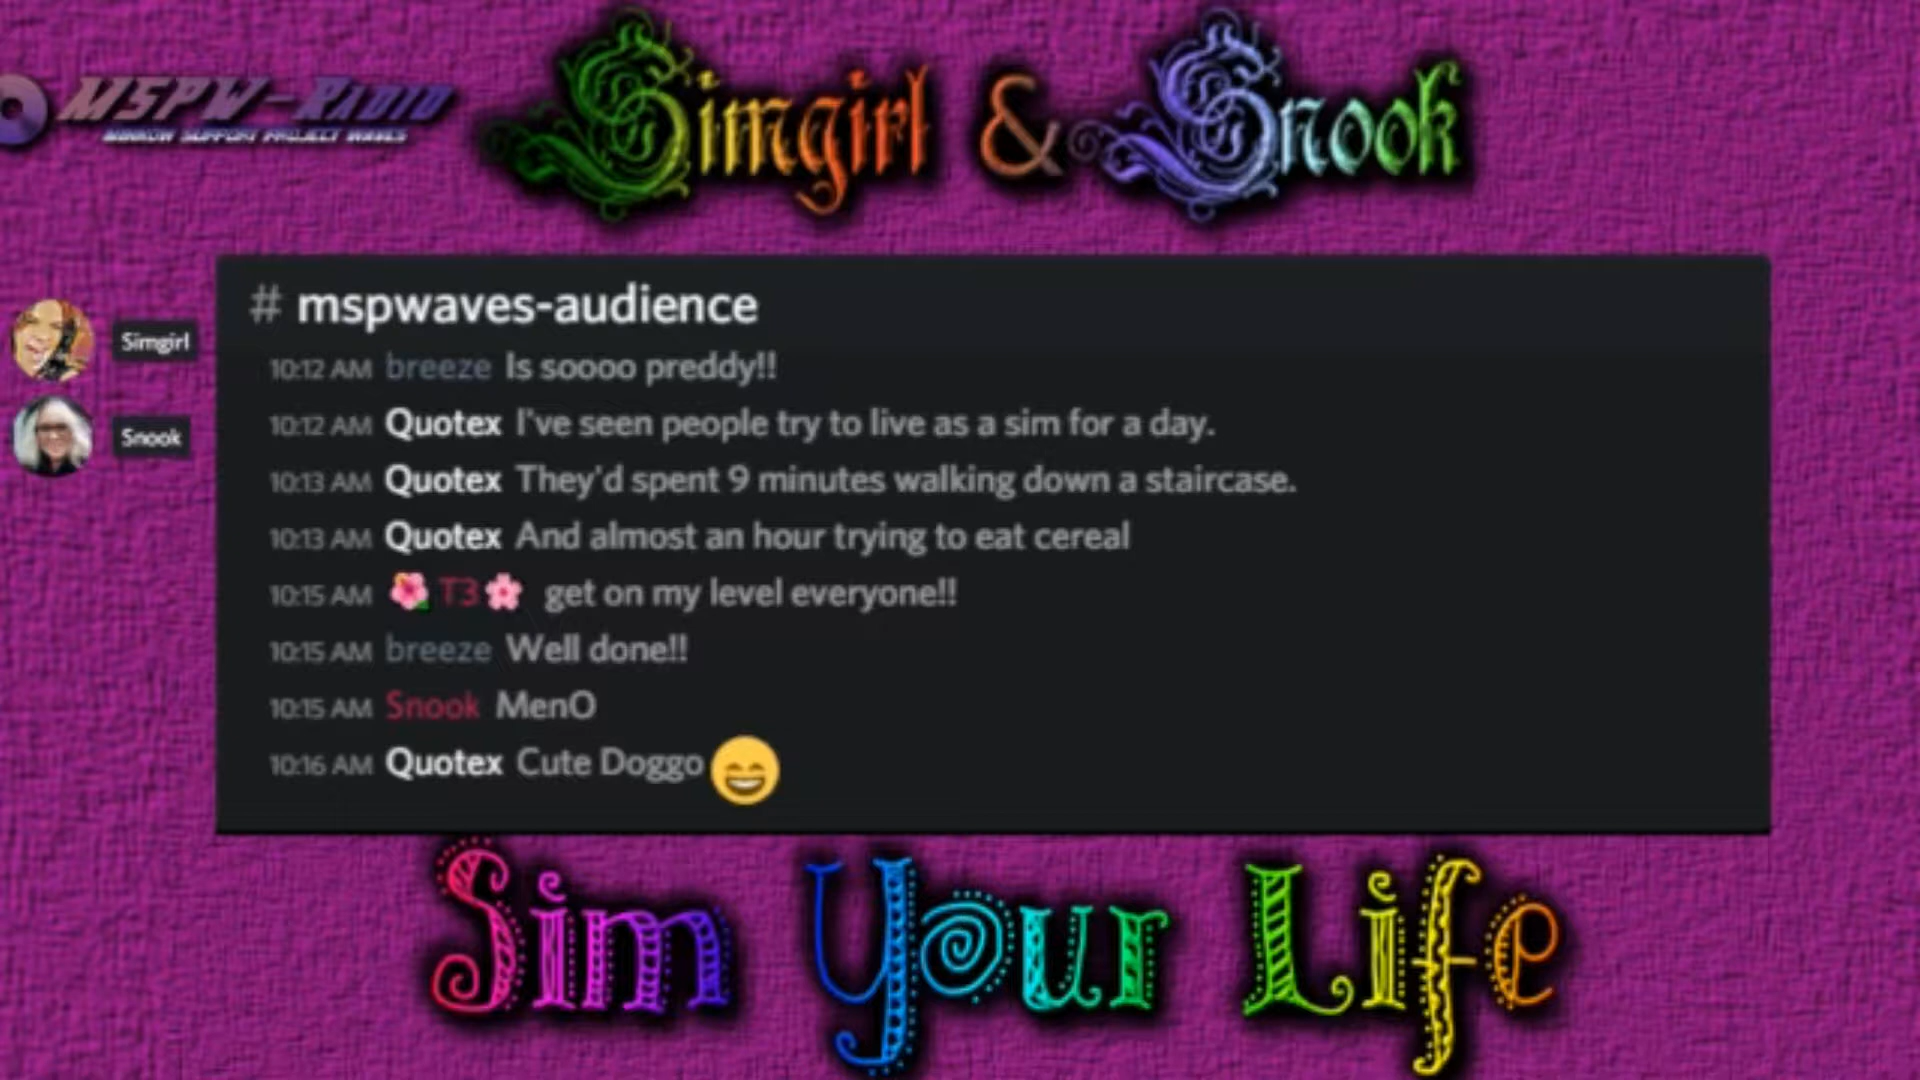 MSPW-Radio
MINNOW SUPPORT PROJECT WAVES
Simgirl & Snook
# mspwaves-audience
Simgirl
Snook
10:12 AM breeze Is soooo preddy!!
10:12 AM Quotex I've seen people try to live as a sim for a day.
10:13 AM Quotex They'd spent 9 minutes walking down a staircase.
10:13 AM Quotex And almost an hour trying to eat cereal
10:15 AM 🌺 T3🌸 get on my level everyone!!
10:15 AM breeze Well done!!
10:15 AM Snook MenO
10:16 AM Quotex Cute Doggo 😄
Sim Your Life